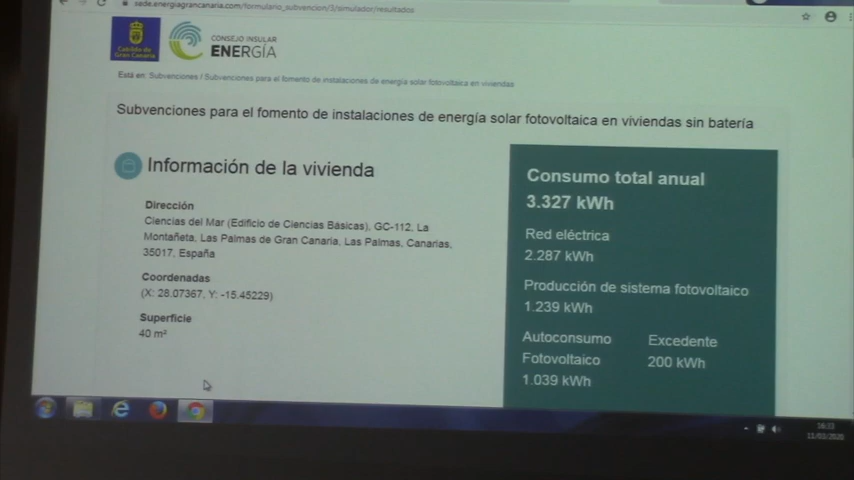 sede.energiagrancanaria.com/formulario_subvencion/3/simulador/resultados
Cabildo de
Gran Canaria
CONSEJO INSULAR
ENERGÍA
Está en: Subvenciones / Subvenciones para el fomento de instalaciones de energía solar fotovoltaica en viviendas
Subvenciones para el fomento de instalaciones de energía solar fotovoltaica en viviendas sin batería
Información de la vivienda
Dirección
Ciencias del Mar (Edificio de Ciencias Básicas), GC-112, La
Montañeta, Las Palmas de Gran Canaria, Las Palmas, Canarias,
35017, España
Coordenadas
(X: 28.07367, Y: -15.45229)
Superficie
40 m²
Consumo total anual
3.327 kWh
Red eléctrica
2.287 kWh
Producción de sistema fotovoltaico
1.239 kWh
Autoconsumo
Fotovoltaico
1.039 kWh
Excedente
200 kWh
16:33
11/03/2020